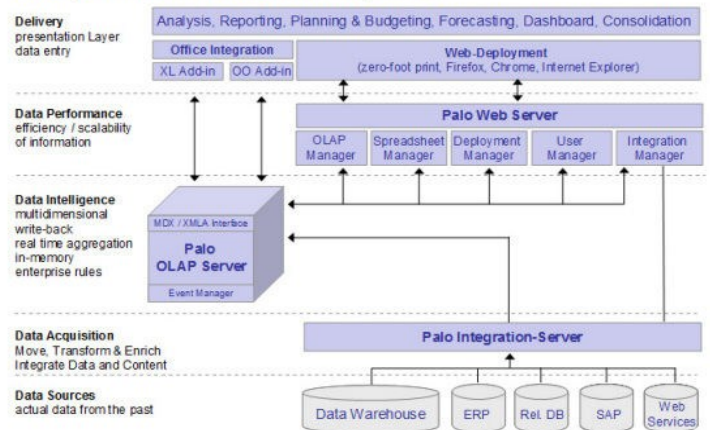 Delivery
presentation Layer
data entry
Analysis, Reporting, Planning & Budgeting, Forecasting, Dashboard, Consolidation
Office Integration
XL Add-in
OO Add-in
Web-Deployment
(zero-foot print, Firefox, Chrome, Internet Explorer)
Data Performance
efficiency / scalability
of information
Palo Web Server
OLAP
Manager
Spreadsheet
Manager
Deployment
Manager
User
Manager
Integration
Manager
Data Intelligence
multidimensional
write-back
real time aggregation
in-memory
enterprise rules
MDX / XMLA Interface
Palo
OLAP Server
Event Manager
Data Acquisition
Move, Transform & Enrich
Integrate Data and Content
Palo Integration-Server
Data Sources
actual data from the past
Data Warehouse
ERP
Rel. DB
SAP
Web
Services